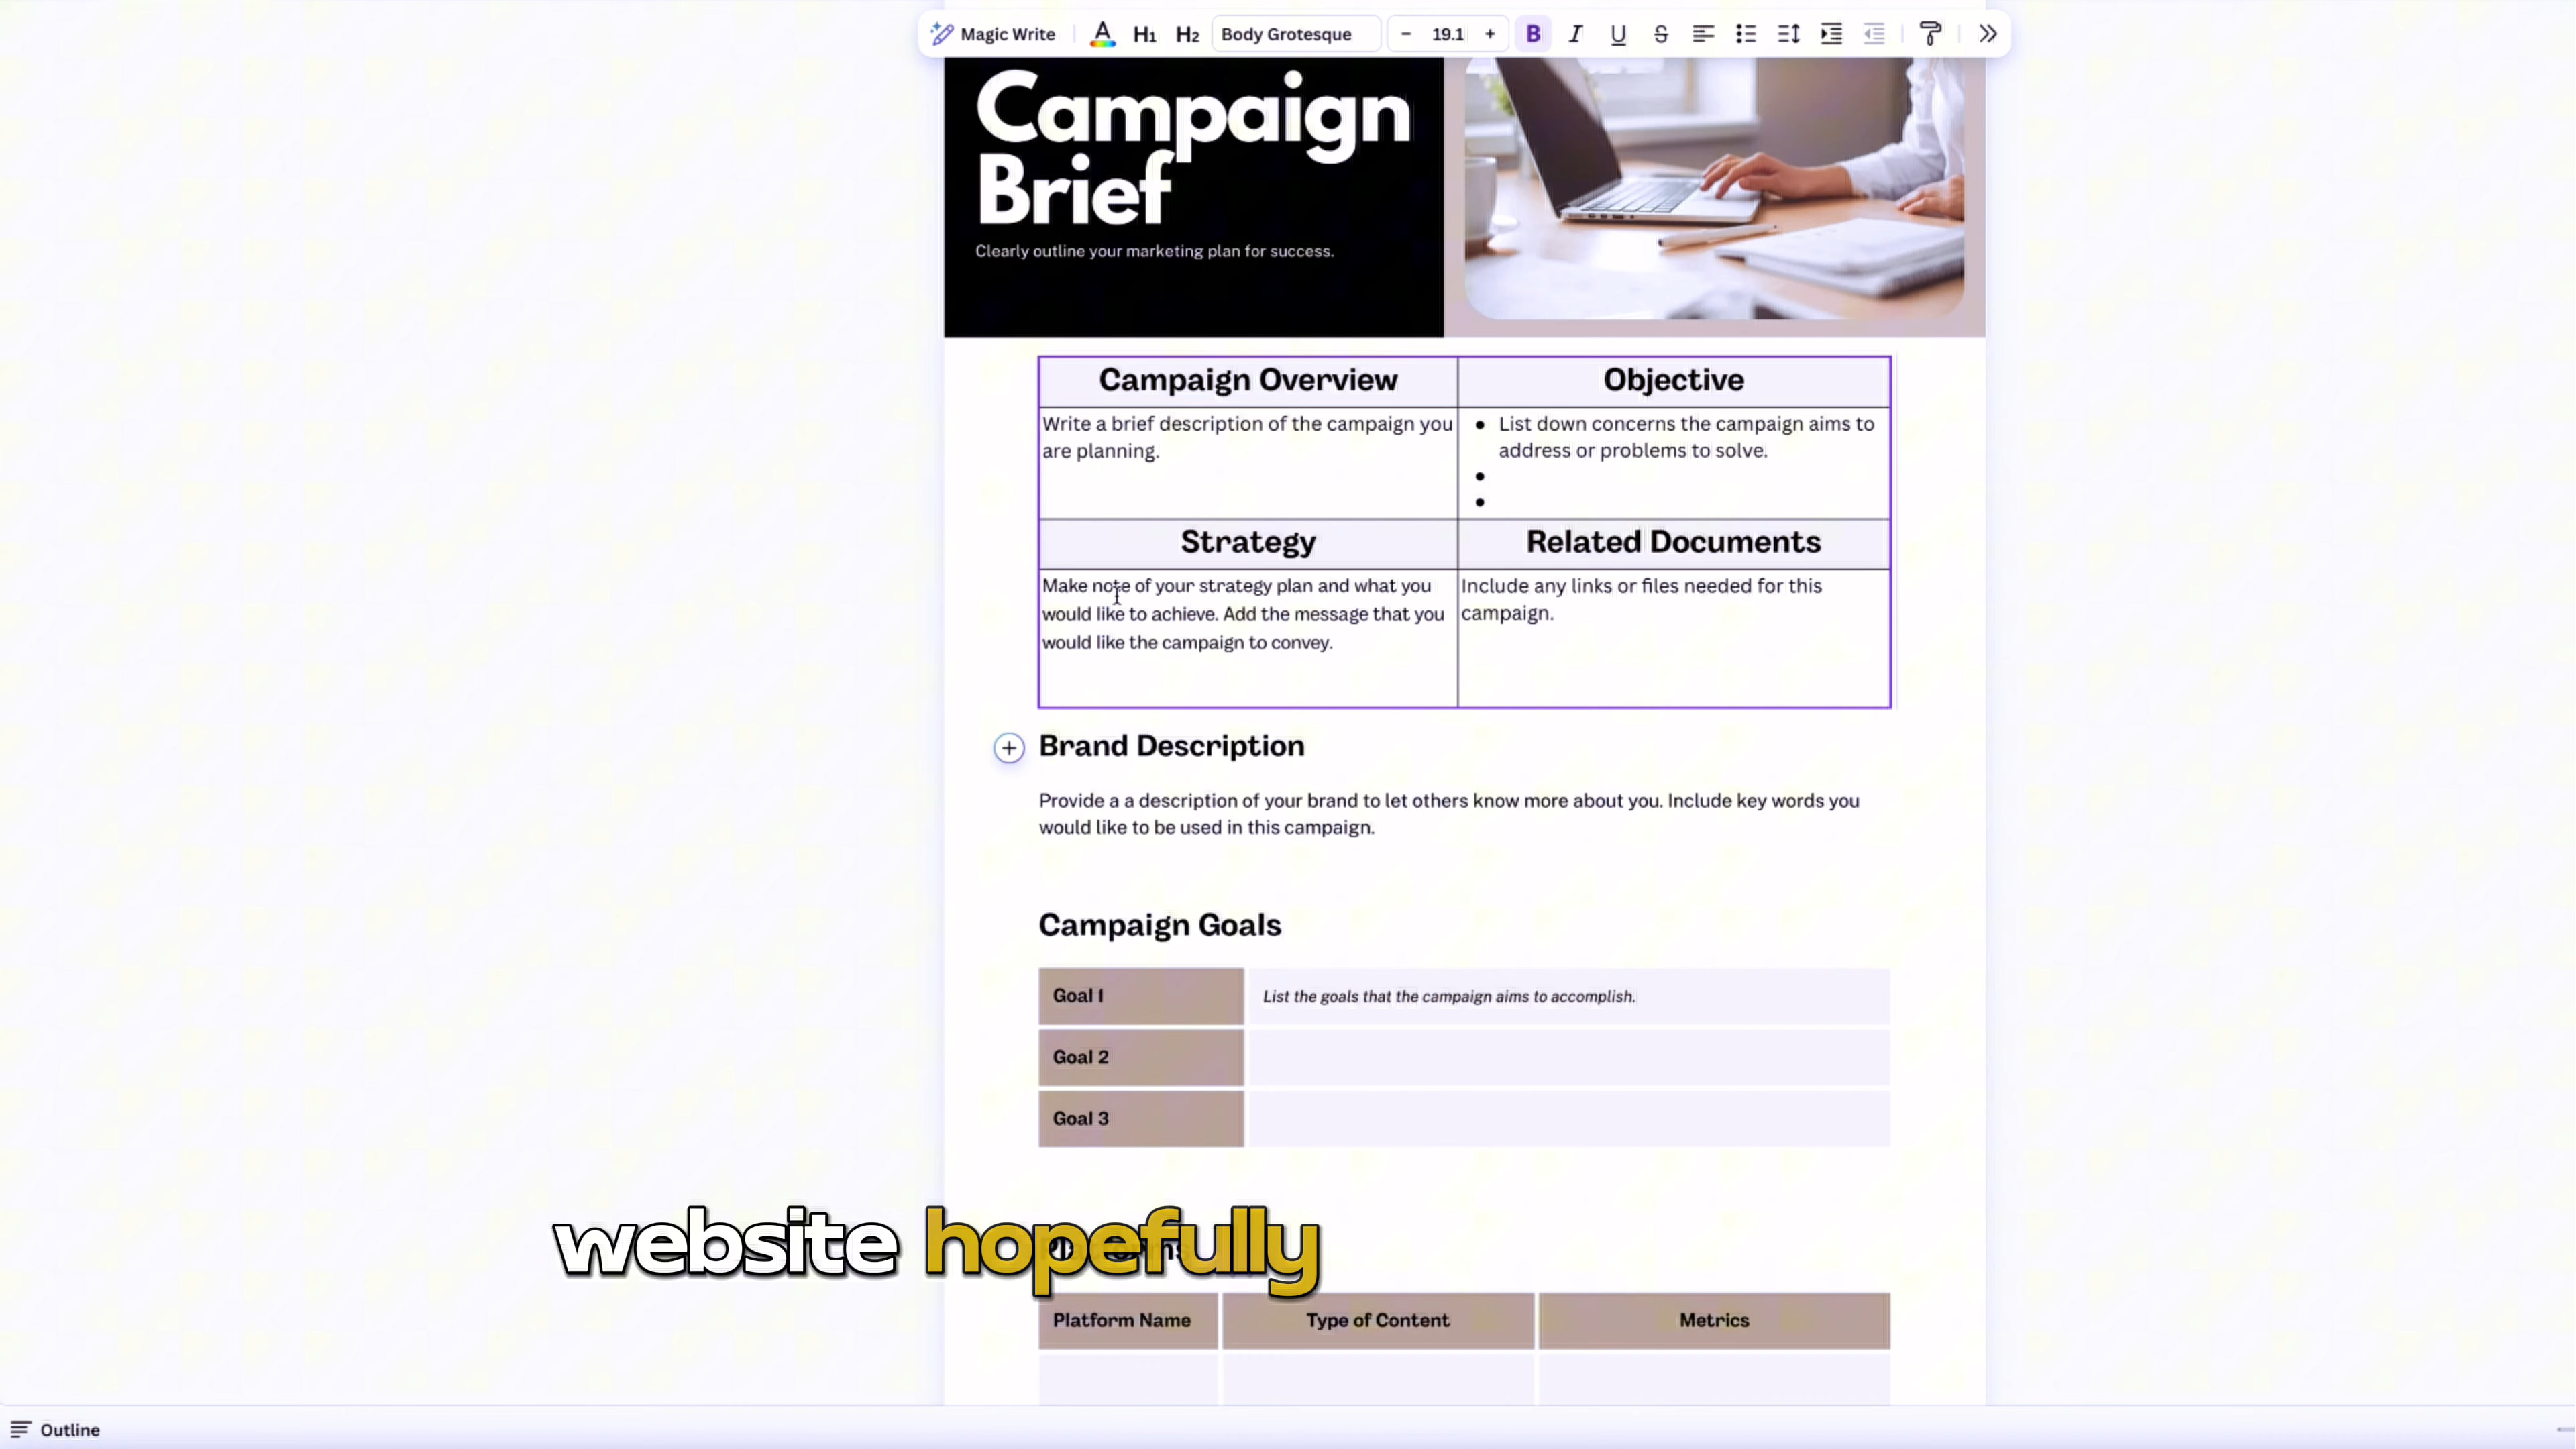 Magic Write
A
H1
H2
Body Grotesque
- 19.1 +
B I U S
Campaign
Brief
Clearly outline your marketing plan for success.
Campaign Overview
Objective
Write a brief description of the campaign you
are planning.
• List down concerns the campaign aims to
address or problems to solve.
•
•
Strategy
Related Documents
Make note of your strategy plan and what you
would like to achieve. Add the message that you
would like the campaign to convey.
Include any links or files needed for this
campaign.
Brand Description
Provide a a description of your brand to let others know more about you. Include key words you
would like to be used in this campaign.
Campaign Goals
Goal 1
List the goals that the campaign aims to accomplish.
Goal 2
Goal 3
website hopefully
Platform Name
Type of Content
Metrics
Outline